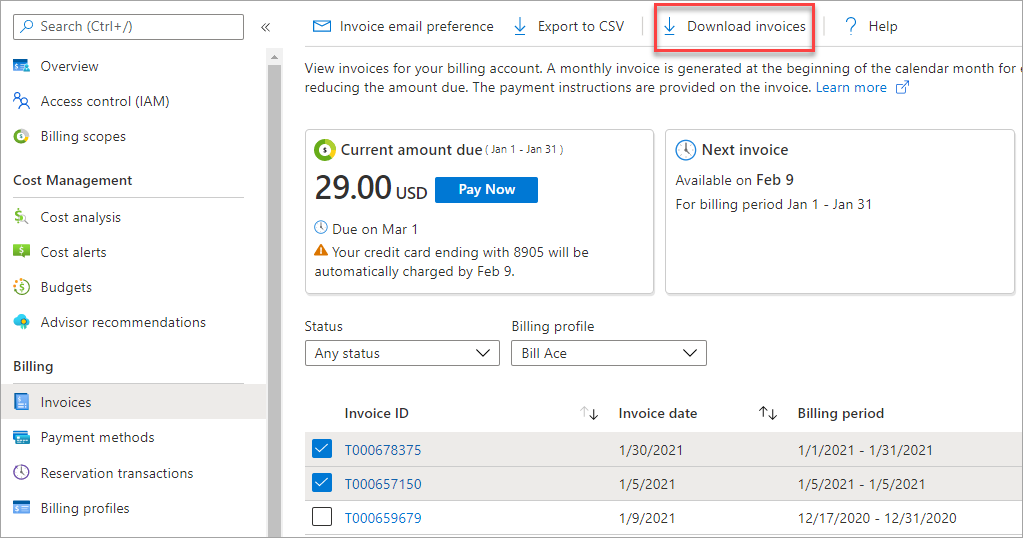 Search (Ctrl+/)
«
Overview
Access control (IAM)
Billing scopes
Cost Management
Cost analysis
Cost alerts
Budgets
Advisor recommendations
Billing
Invoices
Payment methods
Reservation transactions
Billing profiles
Invoice email preference
Export to CSV
Download invoices
? Help
View invoices for your billing account. A monthly invoice is generated at the beginning of the calendar month for
reducing the amount due. The payment instructions are provided on the invoice. Learn more
Current amount due (Jan 1 - Jan 31)
29.00 USD Pay Now
Due on Mar 1
Your credit card ending with 8905 will be
automatically charged by Feb 9.
Next invoice
Available on Feb 9
For billing period Jan 1 - Jan 31
Status
Any status
Billing profile
Bill Ace
Invoice ID ↑↓ Invoice date ↑↓ Billing period
T000678375 1/30/2021 1/1/2021 - 1/31/2021
T000657150 1/5/2021 1/5/2021 - 1/5/2021
T000659679 1/9/2021 12/17/2020 - 12/31/2020